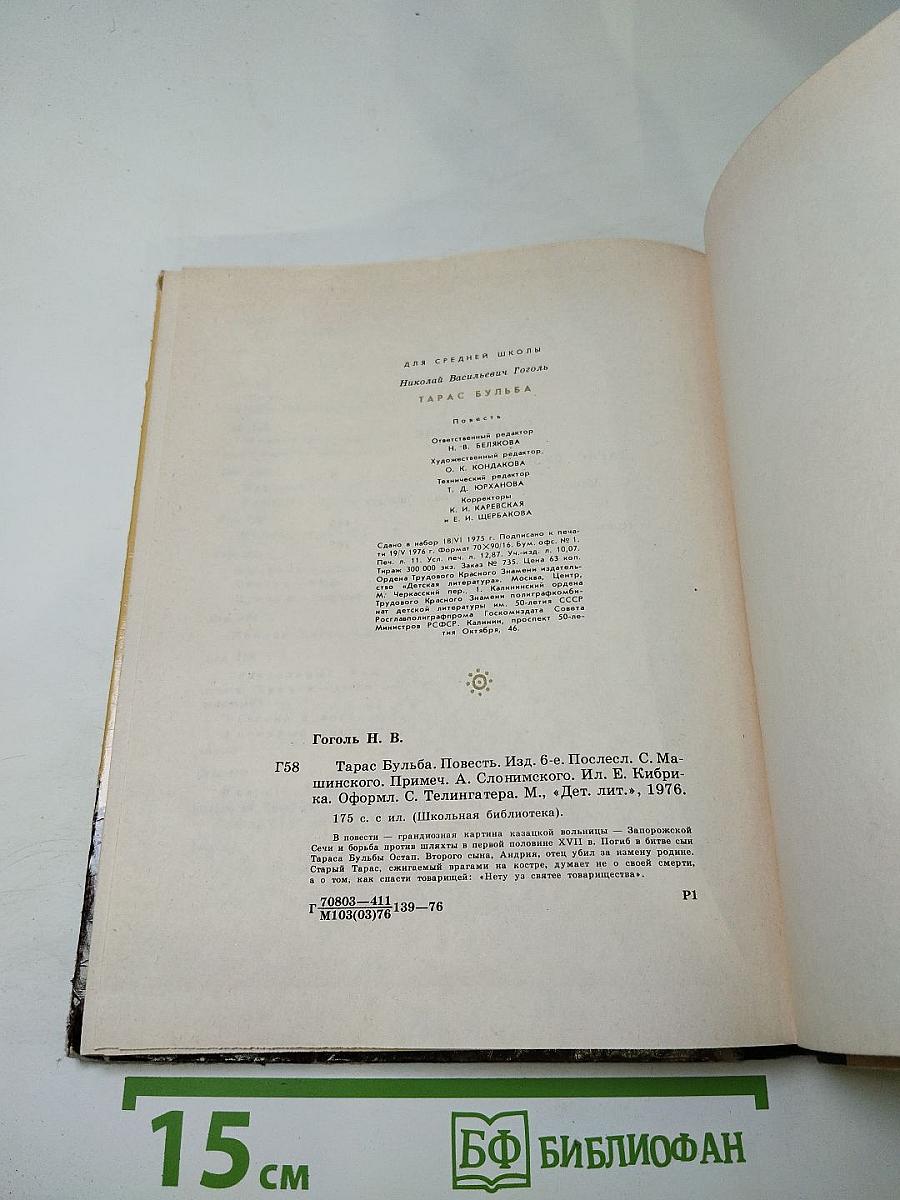 ДЛЯ СРЕДНЕЙ ШКОЛЫ
Николай Васильевич Гоголь
ТАРАС БУЛЬБА
Повесть
Ответственный редактор
Н. В. БЕЛЯКОВА
Художественный редактор
О. К. КОНДАКОВА
Технический редактор
Т. Д. ЮРХАНОВА
Корректоры
К. И. КАРЕВСКАЯ
и Е. И. ЩЕРБАКОВА
Сдано в набор 18/VI 1975 г. Подписано к печа-
ти 19/V 1976 г. Формат 70×90/16. Бум. офс. № 1.
Печ. л. 11. Усл. печ. л. 12,87. Уч.-изд. л. 10,07.
Тираж 300 000 экз. Заказ № 735. Цена 63 коп.
Ордена Трудового Красного Знамени издатель-
ство «Детская литература». Москва, Центр,
М. Черкасский пер., 1. Калининский ордена
Трудового Красного Знамени полиграфкомби-
нат детской литературы им. 50-летия СССР
Росглавполиграфпрома Госкомиздата Совета
Министров РСФСР. Калинин, проспект 50-ле-
тия Октября, 46.
Гоголь Н. В.
Г58 Тарас Бульба. Повесть. Изд. 6-е. Послесл. С. Ма-
шинского. Примеч. А. Слонимского. Ил. Е. Кибри-
ка. Оформл. С. Телингатера. М., «Дет. лит.», 1976.
175 с. с ил. (Школьная библиотека).
В повести — грандиозная картина казацкой вольницы — Запорожской
Сечи и борьба против шляхты в первой половине XVII в. Погиб в битве сын
Тараса Бульбы Остап. Второго сына, Андрия, отец убил за измену родине.
Старый Тарас, сжигаемый врагами на костре, думает не о своей смерти,
а о том, как спасти товарищей: «Нету уз святее товарищества».
Г 70803—411
М103(03)76 139—76 Р1
15 см БФ БИБЛИОФАН